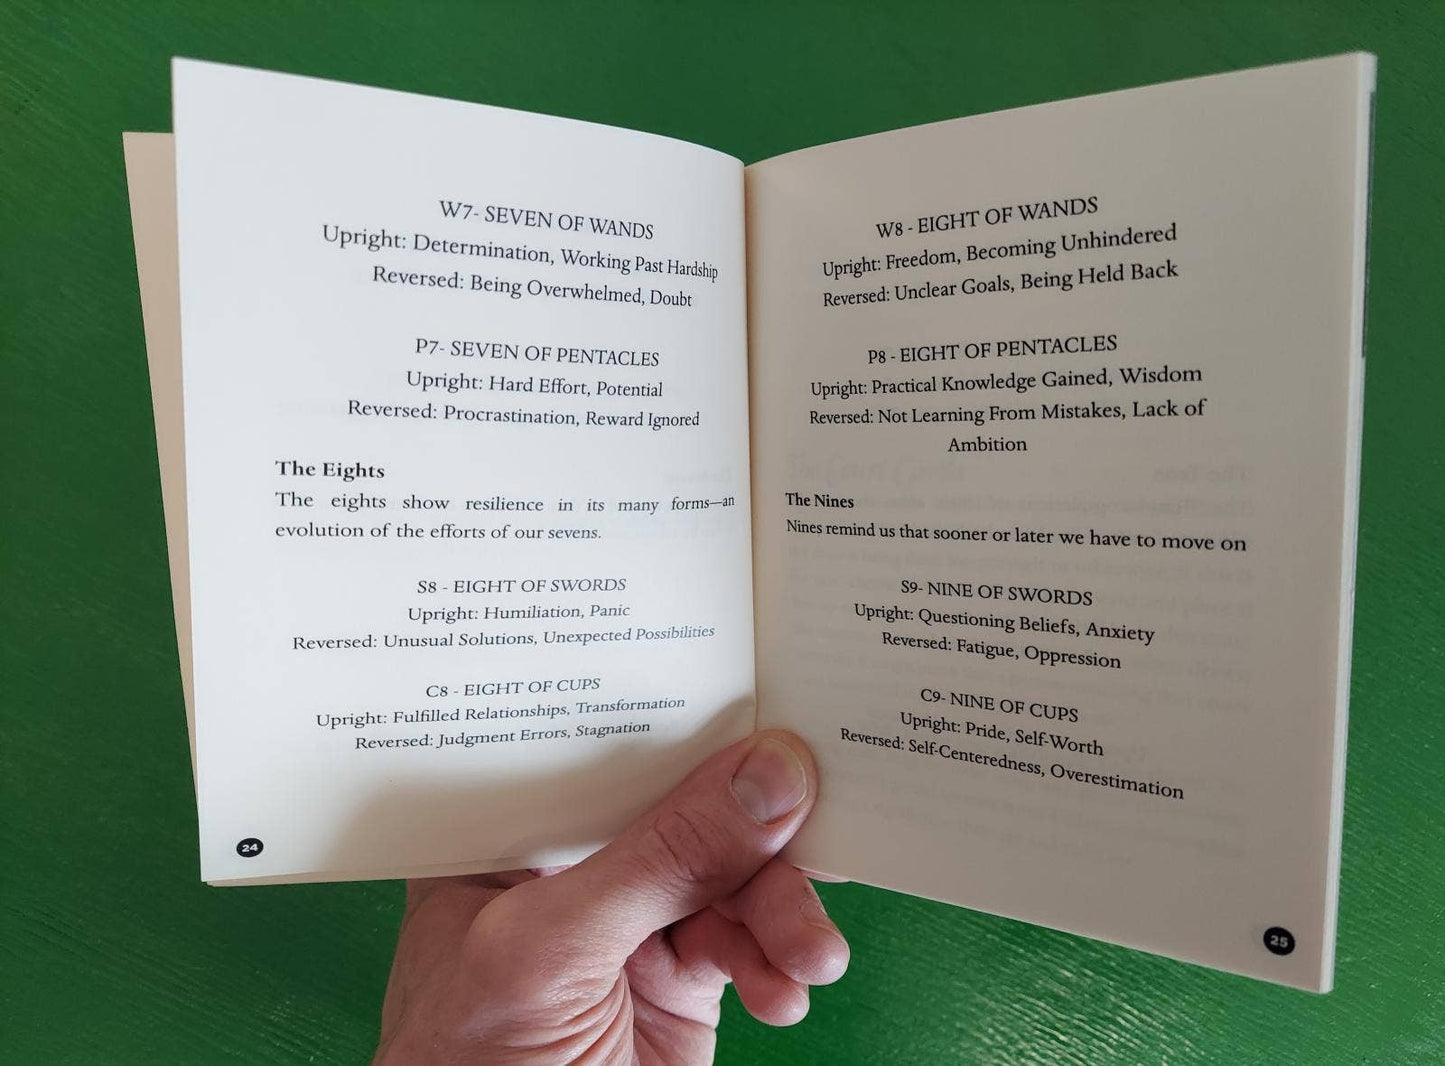 W7- SEVEN OF WANDS
Upright: Determination, Working Past Hardship
Reversed: Being Overwhelmed, Doubt
P7- SEVEN OF PENTACLES
Upright: Hard Effort, Potential
Reversed: Procrastination, Reward Ignored
The Eights
The eights show resilience in its many forms—an
evolution of the efforts of our sevens.
S8 - EIGHT OF SWORDS
Upright: Humiliation, Panic
Reversed: Unusual Solutions, Unexpected Possibilities
C8 - EIGHT OF CUPS
Upright: Fulfilled Relationships, Transformation
Reversed: Judgment Errors, Stagnation
24
W8 - EIGHT OF WANDS
Upright: Freedom, Becoming Unhindered
Reversed: Unclear Goals, Being Held Back
P8 - EIGHT OF PENTACLES
Upright: Practical Knowledge Gained, Wisdom
Reversed: Not Learning From Mistakes, Lack of
Ambition
The Nines
Nines remind us that sooner or later we have to move on
S9- NINE OF SWORDS
Upright: Questioning Beliefs, Anxiety
Reversed: Fatigue, Oppression
C9- NINE OF CUPS
Upright: Pride, Self-Worth
Reversed: Self-Centeredness, Overestimation
25